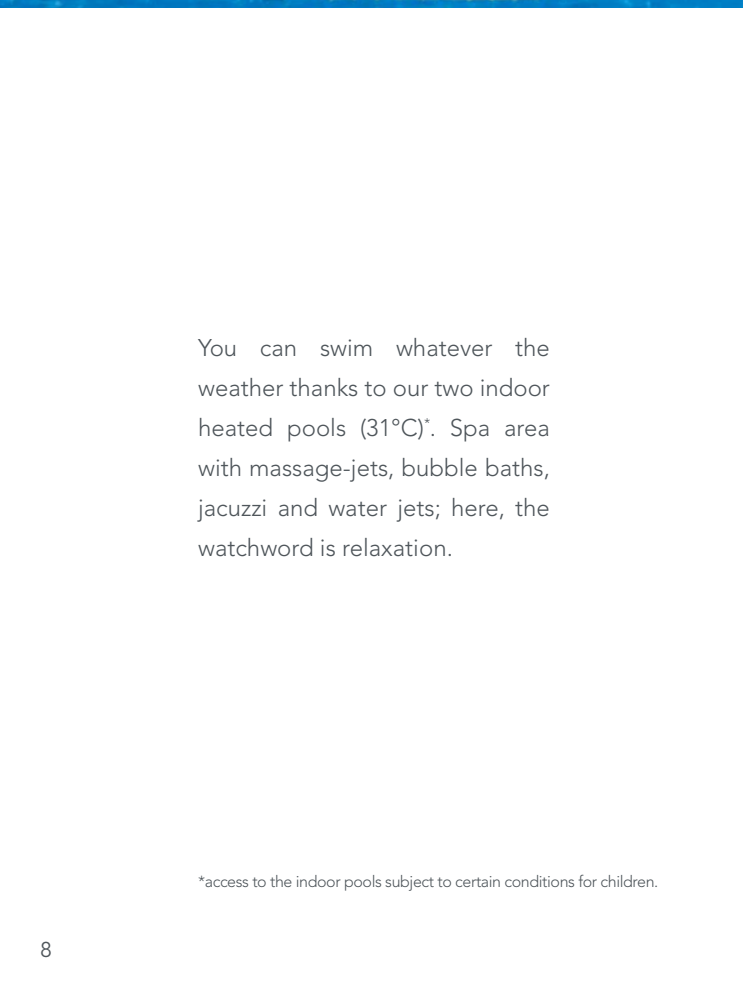 You can swim whatever the
weather thanks to our two indoor
heated pools (31°C)*. Spa area
with massage-jets, bubble baths,
jacuzzi and water jets; here, the
watchword is relaxation.
*access to the indoor pools subject to certain conditions for children.
8